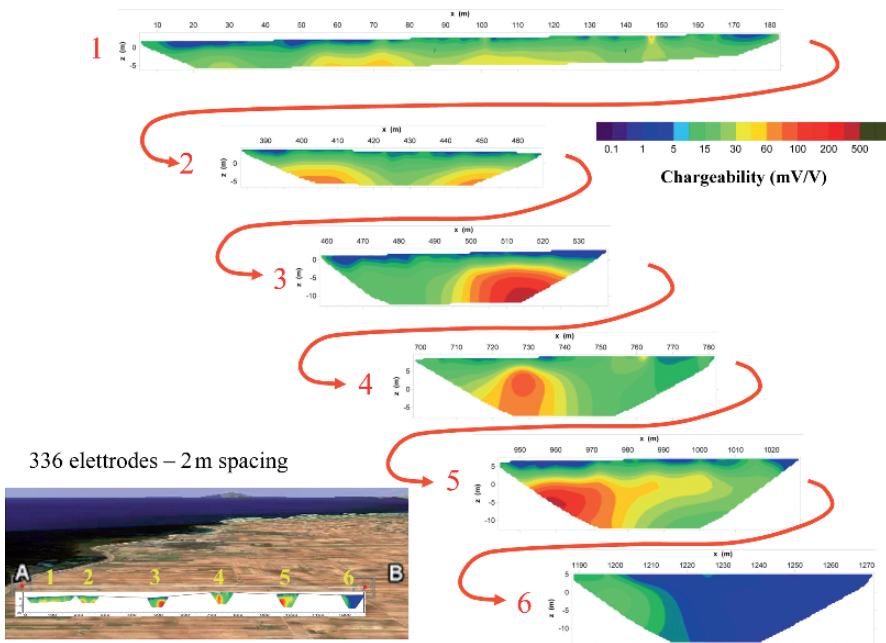 x (m)
10 20 30 40 50 60 70 80 90 100 110 120 130 140 150 160 170 180
1
z (m)
0
-5
x (m)
390 400 410 420 430 440 450 460
2
z (m)
0
-5
0.1 1 5 15 30 60 100 200 500
Chargeability (mV/V)
x (m)
460 470 480 490 500 510 520 530
3
z (m)
0
-5
-10
x (m)
700 710 720 730 740 750 760 770 780
4
z (m)
5
0
-5
x (m)
950 960 970 980 990 1000 1010 1020
5
z (m)
5
0
-5
-10
336 elettrodes – 2 m spacing
A 1 2 3 4 5 6 B
x (m)
1190 1200 1210 1220 1230 1240 1250 1260 1270
6
z (m)
5
0
-5
-10